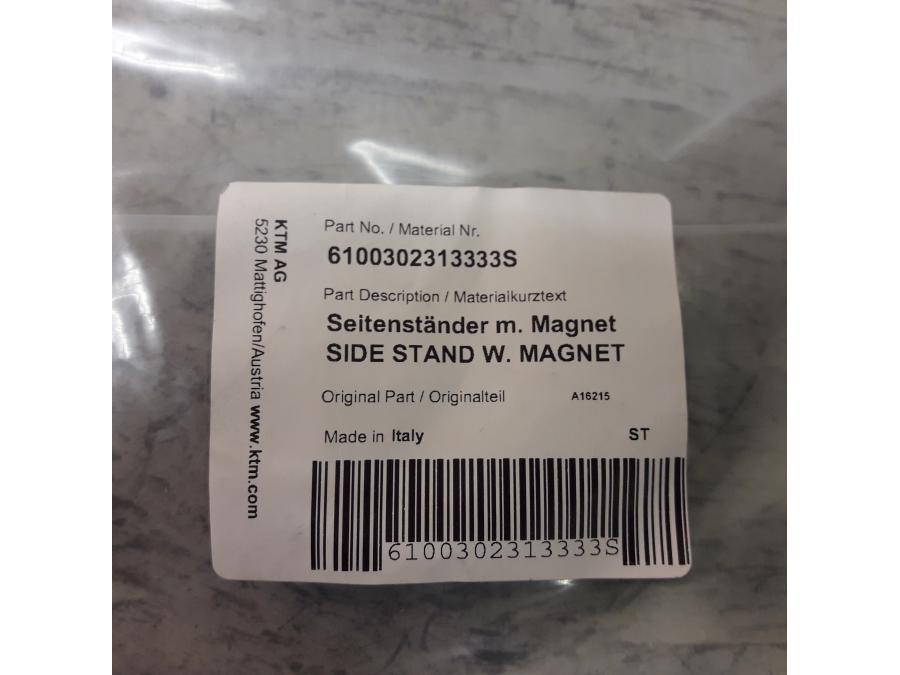 KTM AG
5230 Mattighofen/Austria www.ktm.com
Part No. / Material Nr.
6100302313333S
Part Description / Materialkurztext
Seitenständer m. Magnet
SIDE STAND W. MAGNET
Original Part / Originalteil A16215
Made in Italy ST
6100302313333S